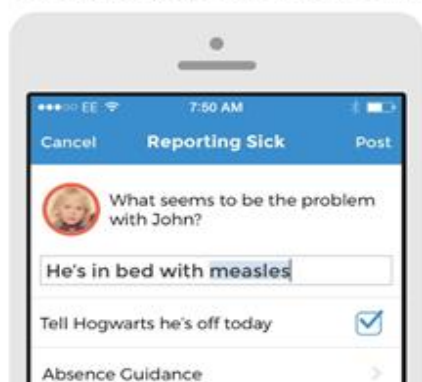 EE 7:50 AM
Cancel Reporting Sick Post
What seems to be the problem
with John?
He's in bed with measles
Tell Hogwarts he's off today
Absence Guidance